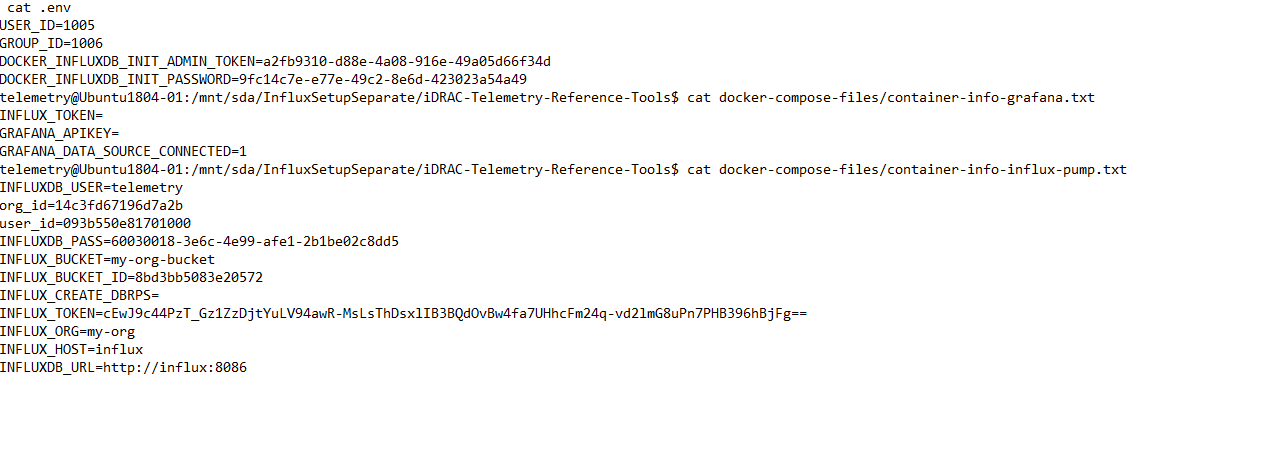 cat .env
USER_ID=1005
GROUP_ID=1006
DOCKER_INFLUXDB_INIT_ADMIN_TOKEN=a2fb9310-d88e-4a08-916e-49a05d66f34d
DOCKER_INFLUXDB_INIT_PASSWORD=9fc14c7e-e77e-49c2-8e6d-423023a54a49
telemetry@Ubuntu1804-01:/mnt/sda/InfluxSetupSeparate/iDRAC-Telemetry-Reference-Tools$ cat docker-compose-files/container-info-grafana.txt
INFLUX_TOKEN=
GRAFANA_APIKEY=
GRAFANA_DATA_SOURCE_CONNECTED=1
telemetry@Ubuntu1804-01:/mnt/sda/InfluxSetupSeparate/iDRAC-Telemetry-Reference-Tools$ cat docker-compose-files/container-info-influx-pump.txt
INFLUXDB_USER=telemetry
org_id=14c3fd67196d7a2b
user_id=093b550e81701000
INFLUXDB_PASS=60030018-3e6c-4e99-afe1-2b1be02c8dd5
INFLUX_BUCKET=my-org-bucket
INFLUX_BUCKET_ID=8bd3bb5083e20572
INFLUX_CREATE_DBRPS=
INFLUX_TOKEN=cEwJ9c44PzT_Gz1ZzDjtYuLV94awR-MsLsThDsxlIB3BQdOvBw4fa7UHhcFm24q-vd2lmG8uPn7PHB396hBjFg==
INFLUX_ORG=my-org
INFLUX_HOST=influx
INFLUXDB_URL=http://influx:8086